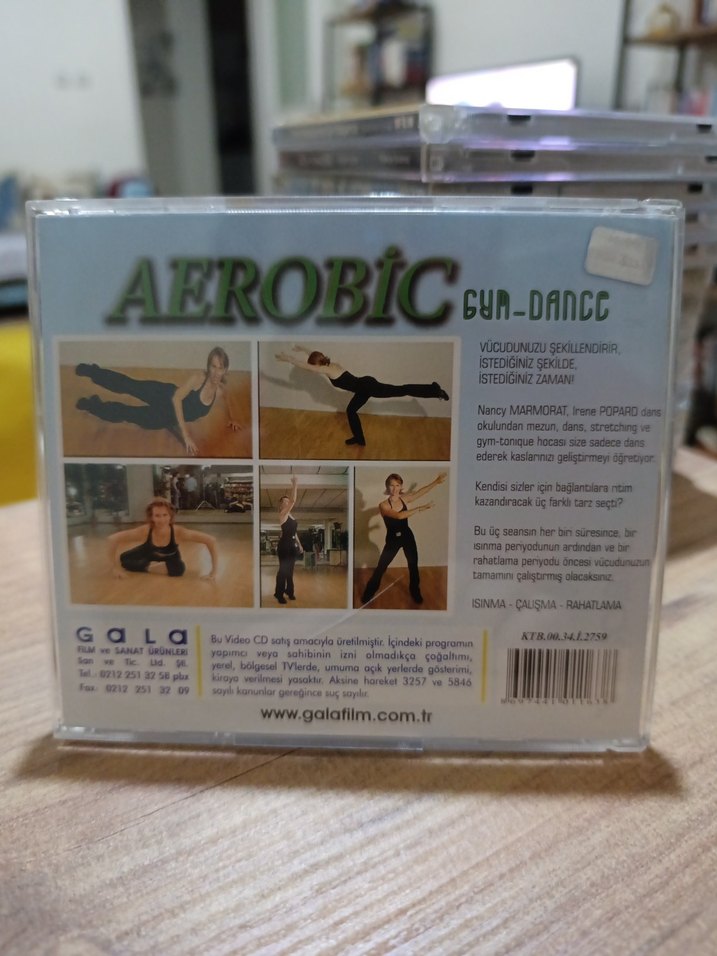 AEROBİC GYM-DANCE
VÜCUDUNUZU ŞEKİLLENDİRİR,
İSTEDİĞİNİZ ŞEKİLDE,
İSTEDİĞİNİZ ZAMAN!
Nancy MARMORAT, Irene POPARD dans
okulundan mezun, dans, stretching ve
gym-tonique hocası size sadece dans
ederek kaslarınızı geliştirmeyi öğretiyor.
Kendisi sizler için bağlantılara ritim
kazandıracak üç farklı tarz seçti?
Bu üç seansın her biri süresince, bir
ısınma periyodunun ardından ve bir
rahatlama periyodu öncesi vücudunuzun
tamamını çalıştırmış olacaksınız.
ISINMA - ÇALIŞMA - RAHATLAMA
GALA
FİLM ve SANAT ÜRÜNLERİ
San ve Tic. Ltd. Şti.
Tel.: 0212 251 32 58 pbx
Fax: 0212 251 32 09
Bu Video CD satış amacıyla üretilmiştir. İçindeki programın
yapımcı veya sahibinin izni olmadıkça çoğaltımı,
yerel, bölgesel TV'lerde, umuma açık yerlerde gösterimi,
kiraya verilmesi yasaktır. Aksine hareket 3257 ve 5846
sayılı kanunlar gereğince suç sayılır.
KTB.00.34.İ.2759
www.galafilm.com.tr